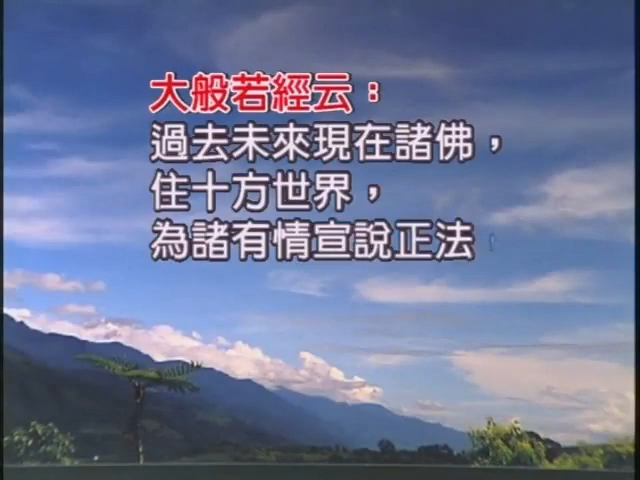 大般若經云：
過去未來現在諸佛，
住十方世界，
為諸有情宣說正法